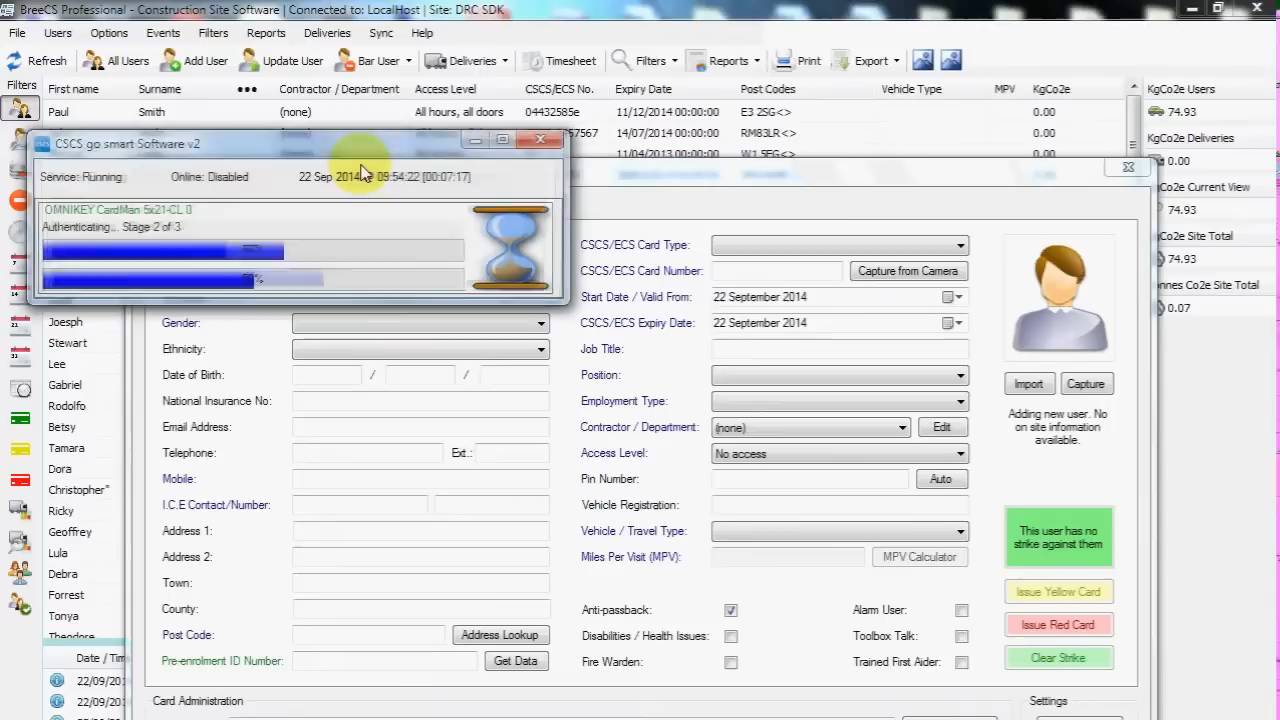 BreeCS Professional - Construction Site Software | Connected to: LocalHost | Site: DRC SDK
File Users Options Events Filters Reports Deliveries Sync Help
Refresh All Users Add User Update User Bar User Deliveries Timesheet Filters Reports Print Export
Filters First name Surname ••• Contractor / Department Access Level CSCS/ECS No. Expiry Date Post Codes Vehicle Type MPV KgCo2e KgCo2e Users
Paul Smith (none) All hours, all doors 04432585e 11/12/2014 00:00:00 E3 2SG<> 0.00 74.93
14/07/2014 00:00:00 RM83LR<> 0.00 KgCo2e Deliveries
11/04/2013 00:00:00 W1 5EG<> 0.00 0.00
CSCS go smart Software v2
Service: Running Online: Disabled 22 Sep 2014 09:54:22 [00:07:17]
KgCo2e Current View
74.93
OMNIKEY CardMan 5x21-CL 0
Authenticating... Stage 2 of 3
KgCo2e Site Total
74.93
Tonnes Co2e Site Total
0.07
CSCS/ECS Card Type:
CSCS/ECS Card Number: Capture from Camera
Start Date / Valid From: 22 September 2014
Joesph Gender: CSCS/ECS Expiry Date: 22 September 2014
Stewart Ethnicity: Job Title:
Lee
Date of Birth: / / Position: Import Capture
Gabriel
Rodolfo National Insurance No: Employment Type:
Betsy Email Address: Contractor / Department: (none) Edit
Adding new user. No
on site information
available.
Tamara Telephone: Ext.: Access Level: No access
Dora
Christopher" Mobile: Pin Number: Auto
Ricky I.C.E Contact/Number: Vehicle Registration:
Geoffrey Address 1: Vehicle / Travel Type:
This user has no
strike against them
Lula Address 2: Miles Per Visit (MPV): MPV Calculator
Debra Town: Issue Yellow Card
Forrest County: Anti-passback: Alarm User:
Tonya Issue Red Card
Theodore Post Code: Address Lookup Disabilities / Health Issues: Toolbox Talk:
Date / Time Pre-enrolment ID Number: Get Data Fire Warden: Trained First Aider: Clear Strike
22/09/201
22/09/201 Card Administration Settings